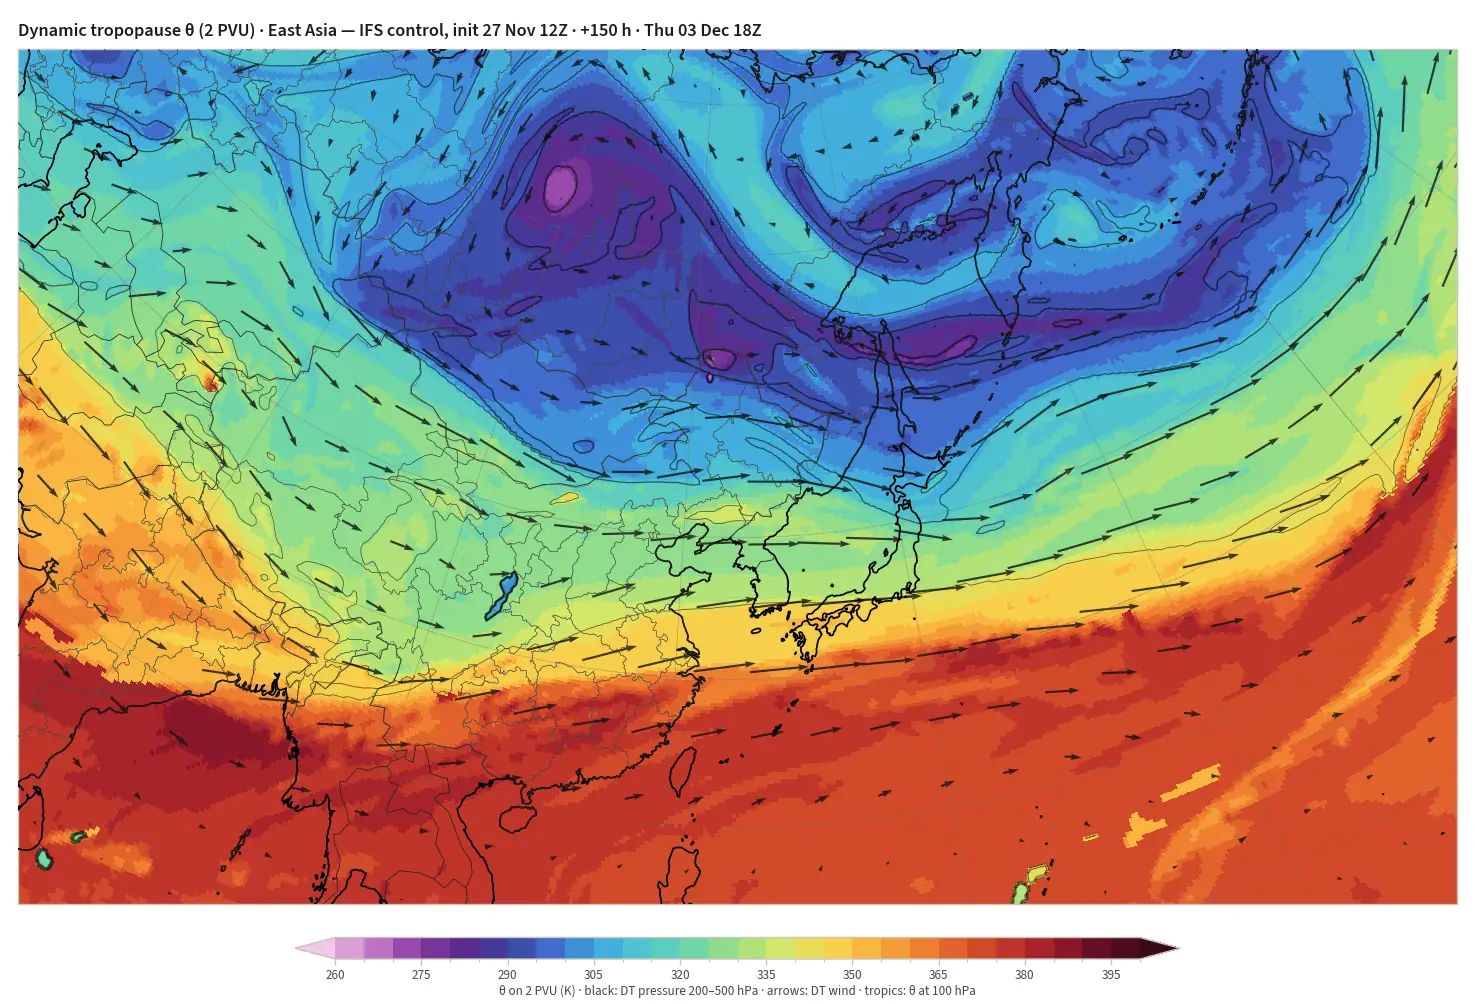 Dynamic tropopause θ (2 PVU) · East Asia — IFS control, init 27 Nov 12Z · +150 h · Thu 03 Dec 18Z
260 275 290 305 320 335 350 365 380 395
θ on 2 PVU (K) · black: DT pressure 200–500 hPa · arrows: DT wind · tropics: θ at 100 hPa